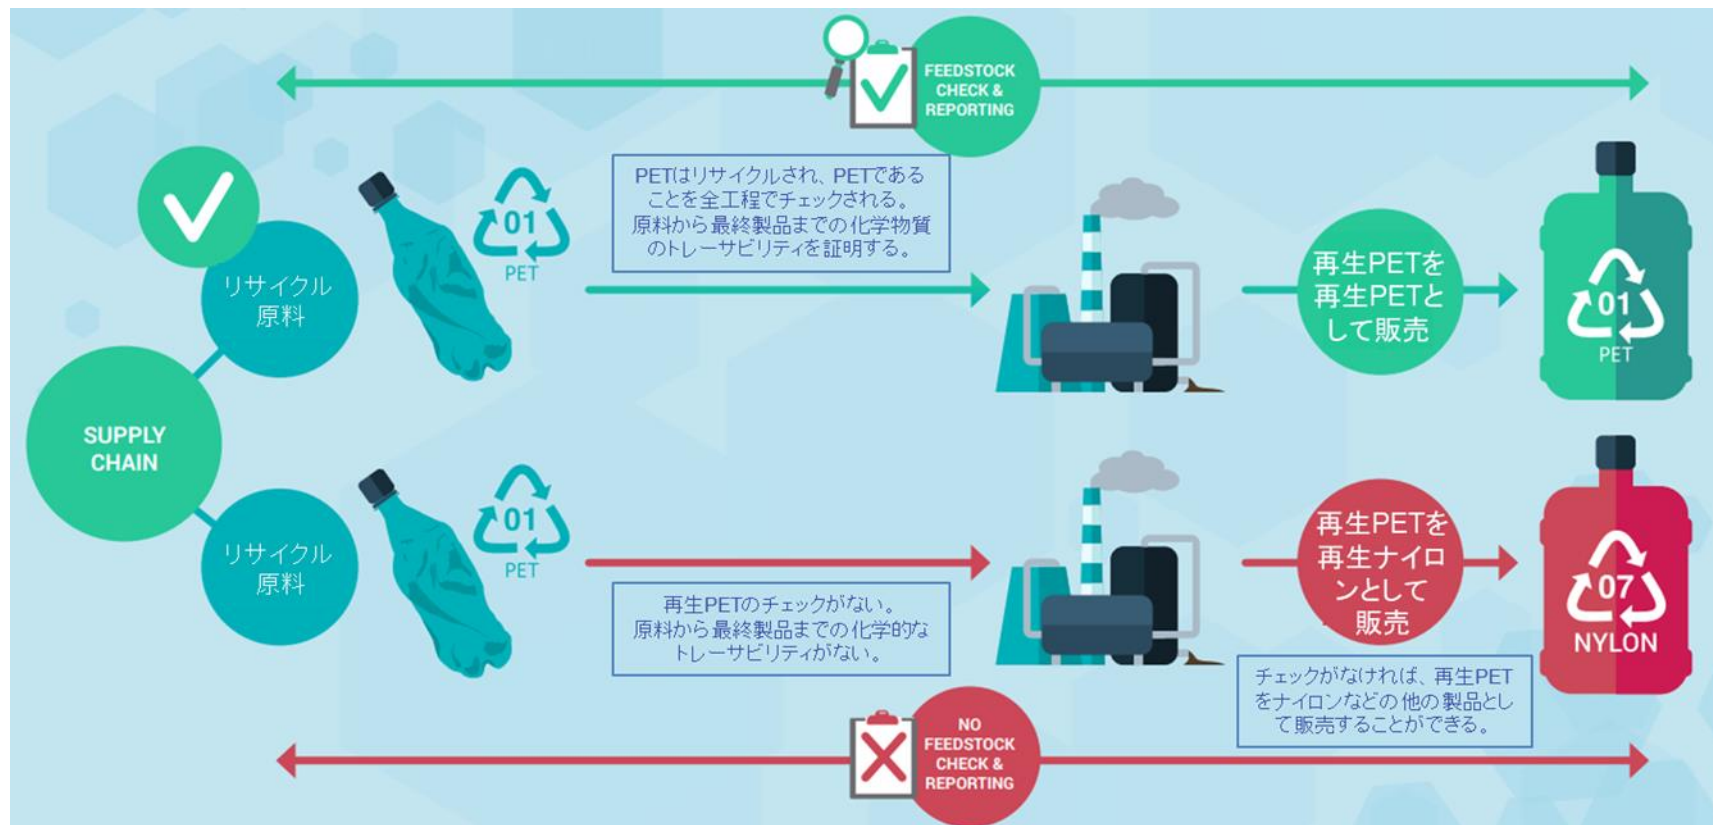 FEEDSTOCK
CHECK &
REPORTING
PETはリサイクルされ、PETである
ことを全工程でチェックされる。
原料から最終製品までの化学物質
のトレーサビリティを証明する。
リサイクル
原料
01
PET
再生PETを
再生PETと
して販売
01
PET
SUPPLY
CHAIN
リサイクル
原料
01
PET
再生PETのチェックがない。
原料から最終製品までの化学的な
トレーサビリティがない。
再生PETを
再生ナイロ
ンとして
販売
07
NYLON
チェックがなければ、再生PET
をナイロンなどの他の製品とし
て販売することができる。
NO
FEEDSTOCK
CHECK &
REPORTING